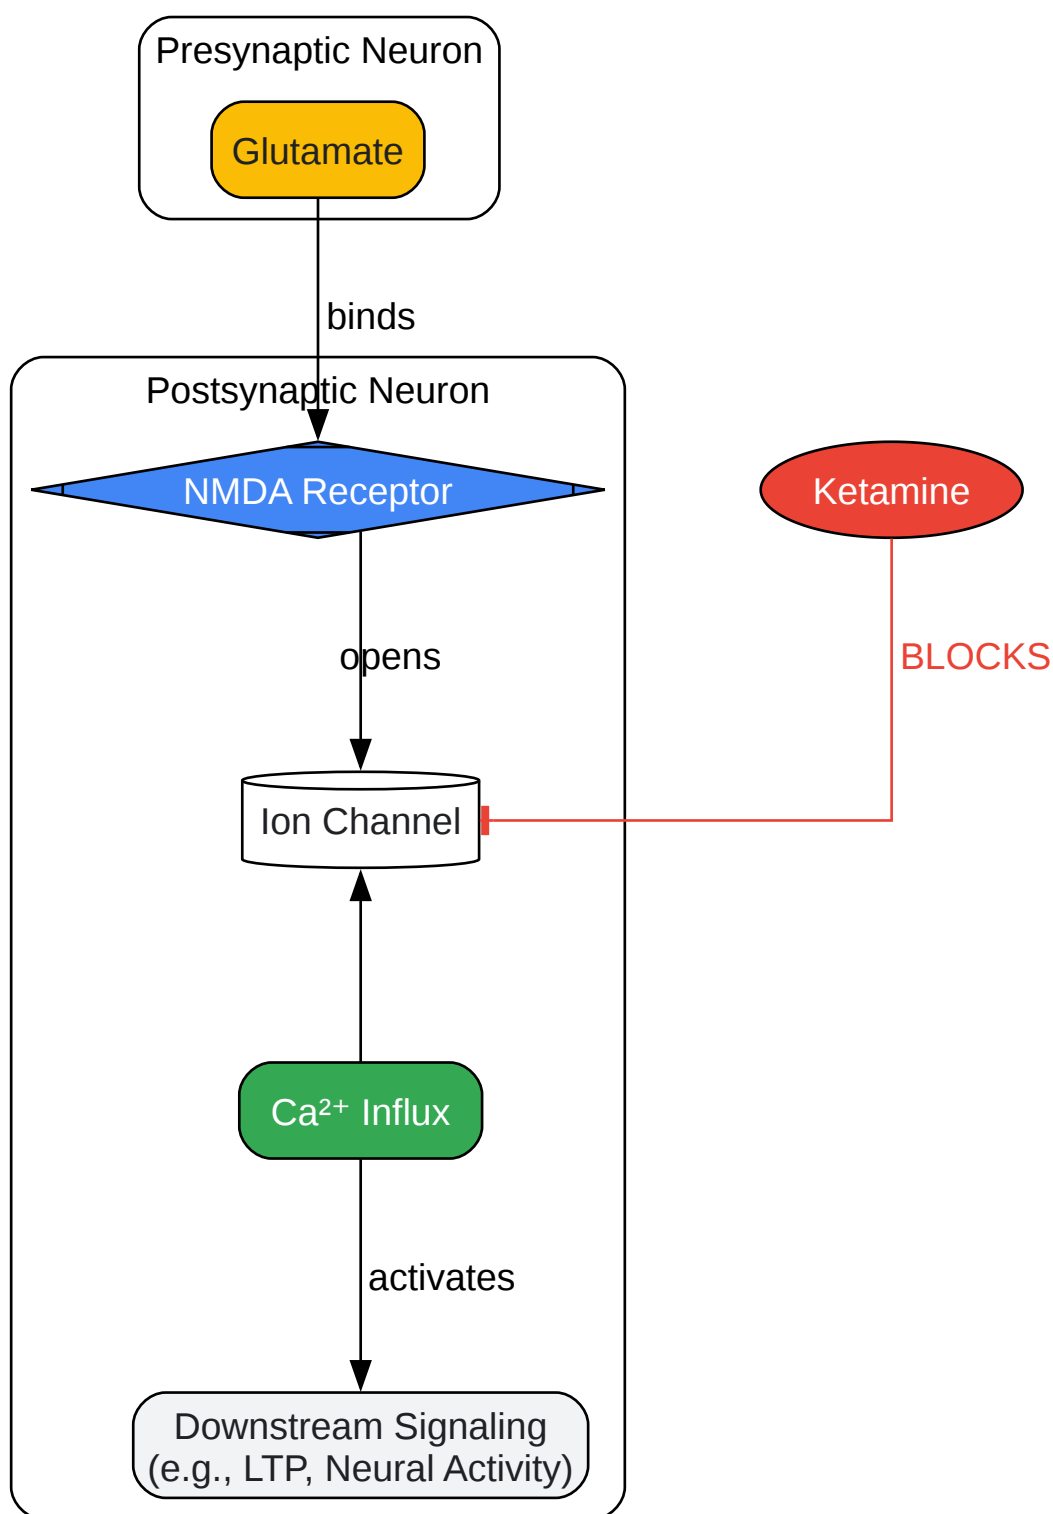 Presynaptic Neuron
Glutamate
binds
Postsynaptic Neuron
NMDA Receptor
Ketamine
opens
BLOCKS
Ion Channel
Ca²⁺ Influx
activates
Downstream Signaling
(e.g., LTP, Neural Activity)